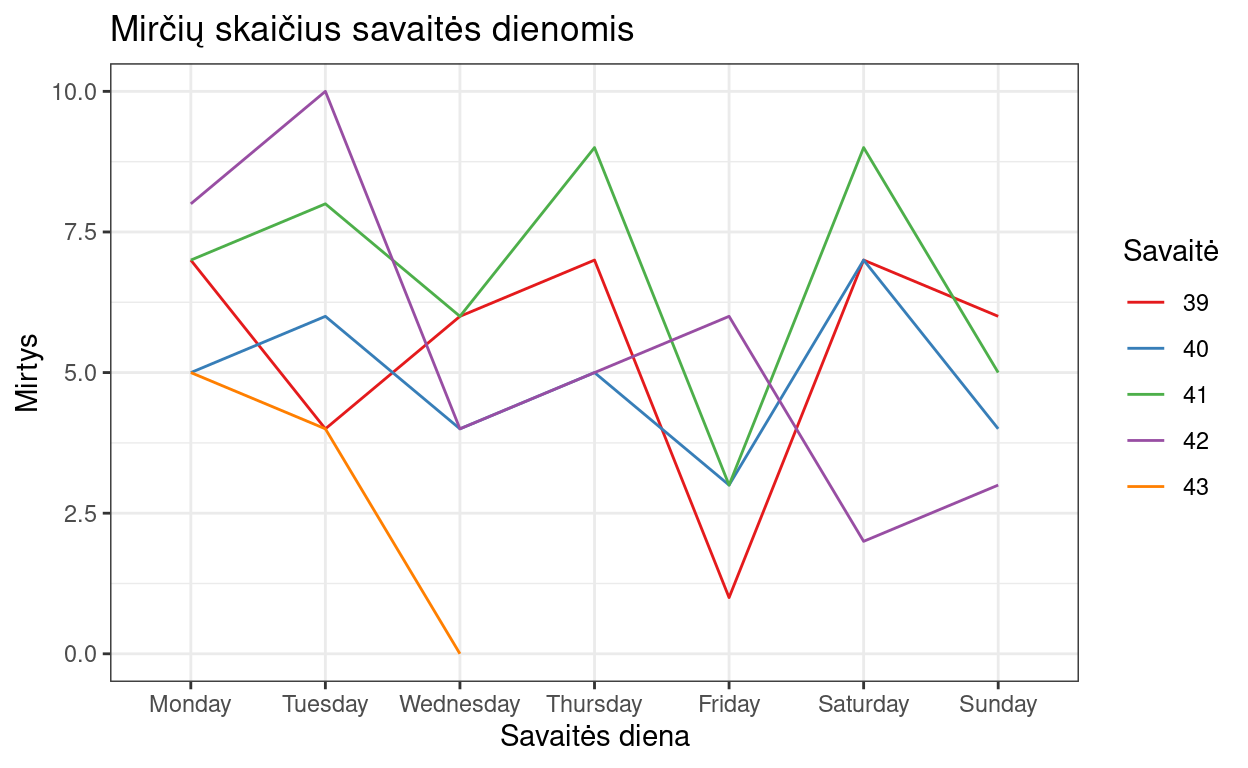 Mirčių skaičius savaitės dienomis
10.0
7.5
5.0
2.5
0.0
Mirtys
Monday Tuesday Wednesday Thursday Friday Saturday Sunday
Savaitės diena
Savaitė
39
40
41
42
43